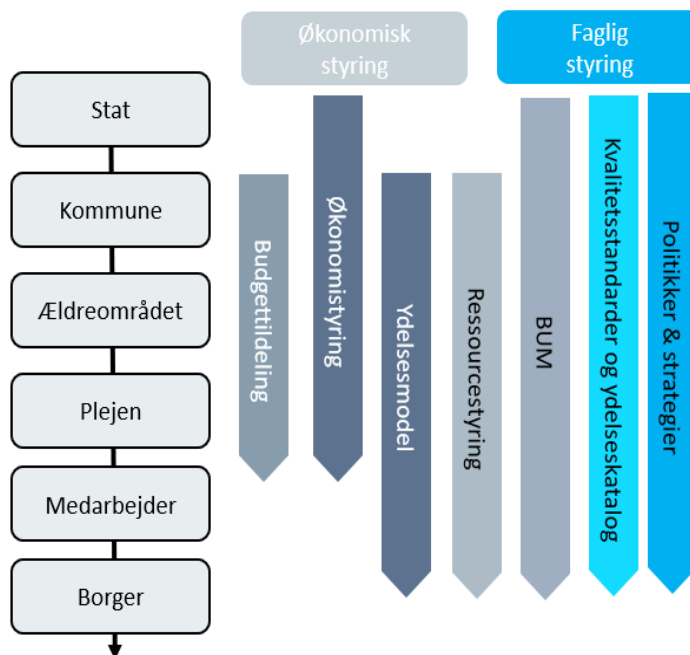 Økonomisk
styring
Faglig
styring
Stat
Kommune
Ældreområdet
Plejen
Medarbejder
Borger
Budgettildeling
Økonomistyring
Ydelsesmodel
Ressourcestyring
BUM
Kvalitetsstandarder og ydelseskatalog
Politikker & strategier